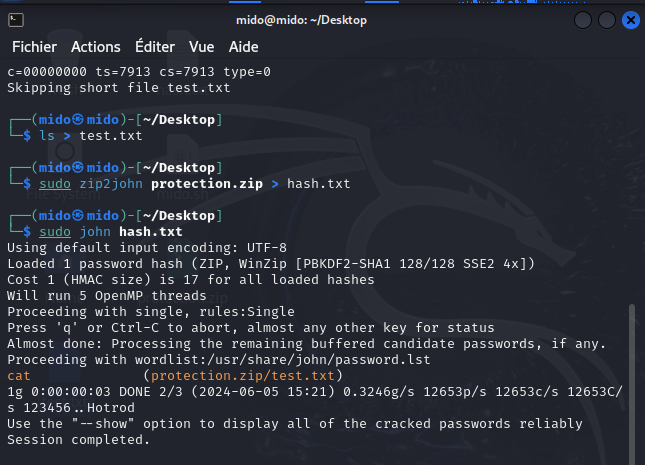 mido@mido: ~/Desktop
Fichier Actions Éditer Vue Aide
c=00000000 ts=7913 cs=7913 type=0
Skipping short file test.txt
┌──(mido㉿mido)-[~/Desktop]
└─$ ls > test.txt
┌──(mido㉿mido)-[~/Desktop]
└─$ sudo zip2john protection.zip > hash.txt
┌──(mido㉿mido)-[~/Desktop]
└─$ sudo john hash.txt
Using default input encoding: UTF-8
Loaded 1 password hash (ZIP, WinZip [PBKDF2-SHA1 128/128 SSE2 4x])
Cost 1 (HMAC size) is 17 for all loaded hashes
Will run 5 OpenMP threads
Proceeding with single, rules:Single
Press 'q' or Ctrl-C to abort, almost any other key for status
Almost done: Processing the remaining buffered candidate passwords, if any.
Proceeding with wordlist:/usr/share/john/password.lst
cat (protection.zip/test.txt)
1g 0:00:00:03 DONE 2/3 (2024-06-05 15:21) 0.3246g/s 12653p/s 12653c/s 12653C/
s 123456..Hotrod
Use the "--show" option to display all of the cracked passwords reliably
Session completed.